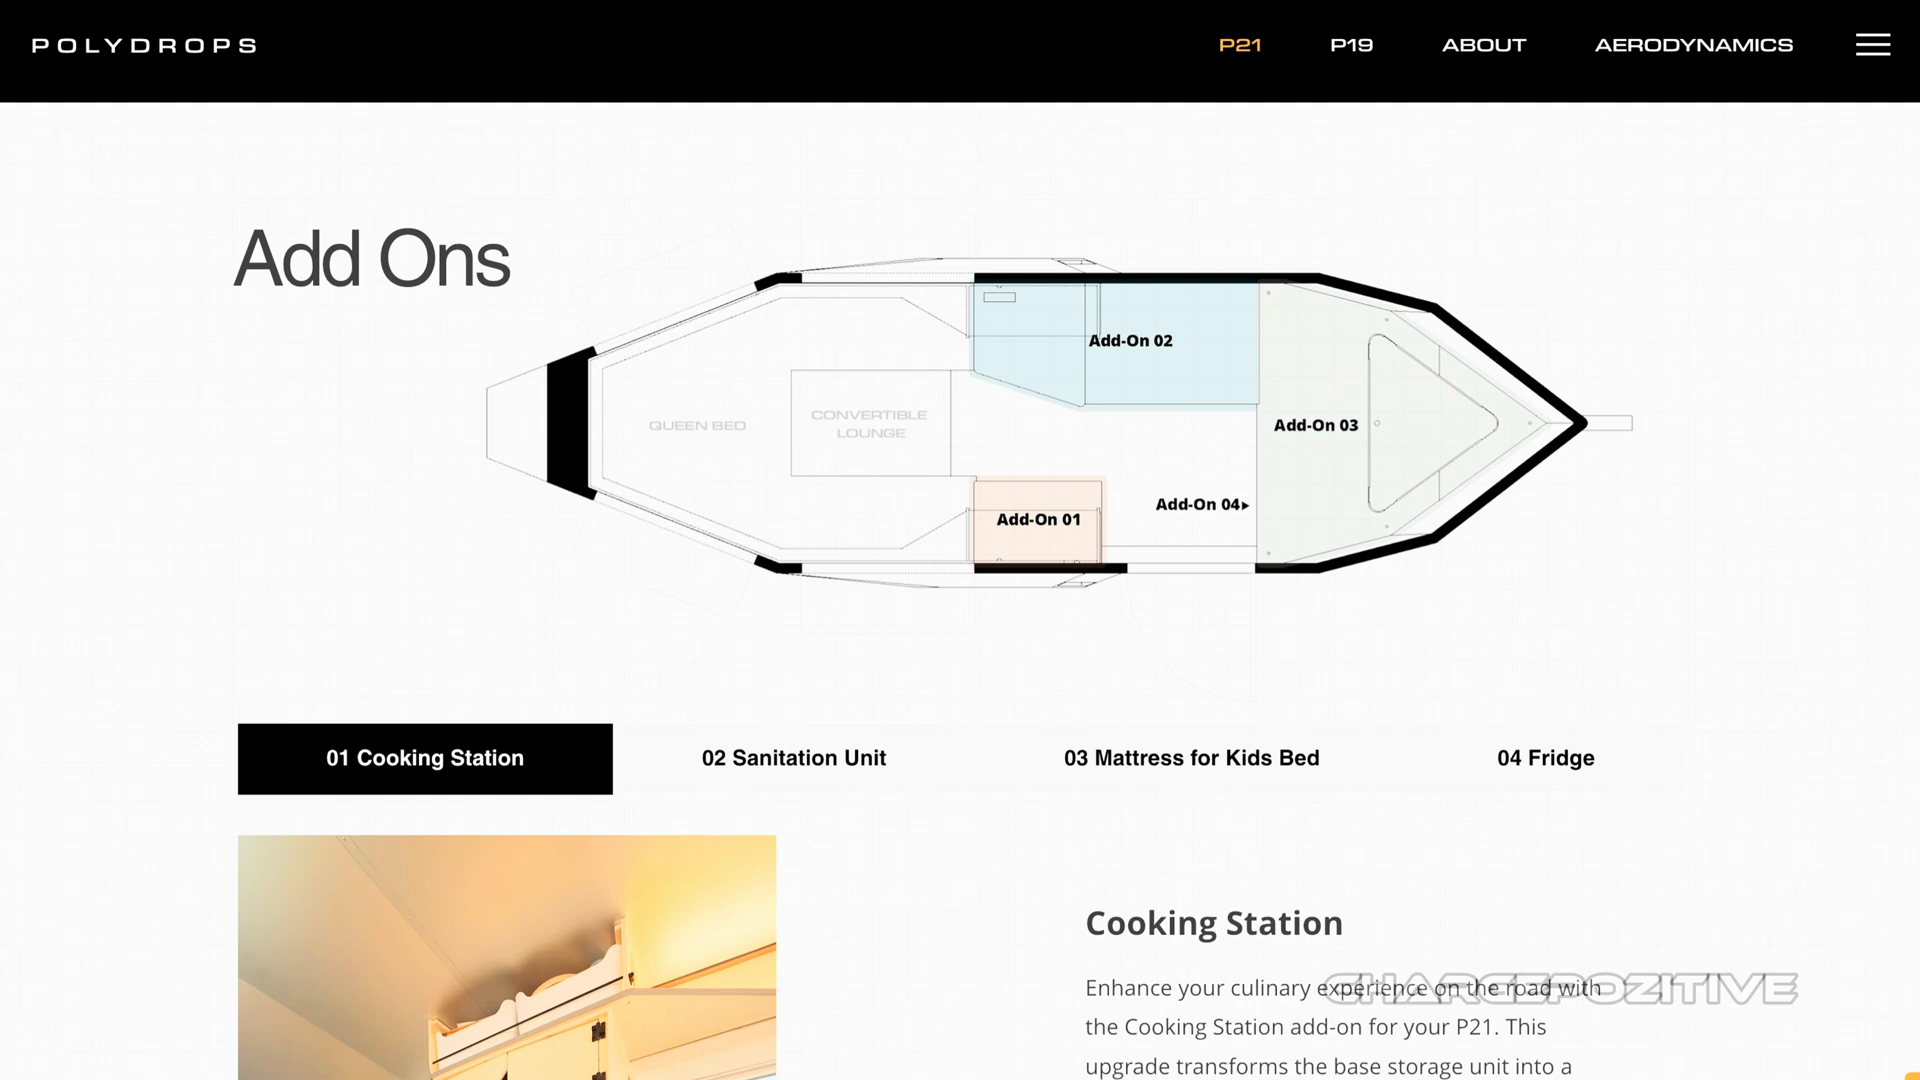 POLYDROPS
P21
P19
ABOUT
AERODYNAMICS
Add Ons
Add-On 02
QUEEN BED
CONVERTIBLE
LOUNGE
Add-On 03
Add-On 04▸
Add-On 01
01 Cooking Station
02 Sanitation Unit
03 Mattress for Kids Bed
04 Fridge
Cooking Station
Enhance your culinary experience on the road with
the Cooking Station add-on for your P21. This
upgrade transforms the base storage unit into a
CHARGEPOZITIVE